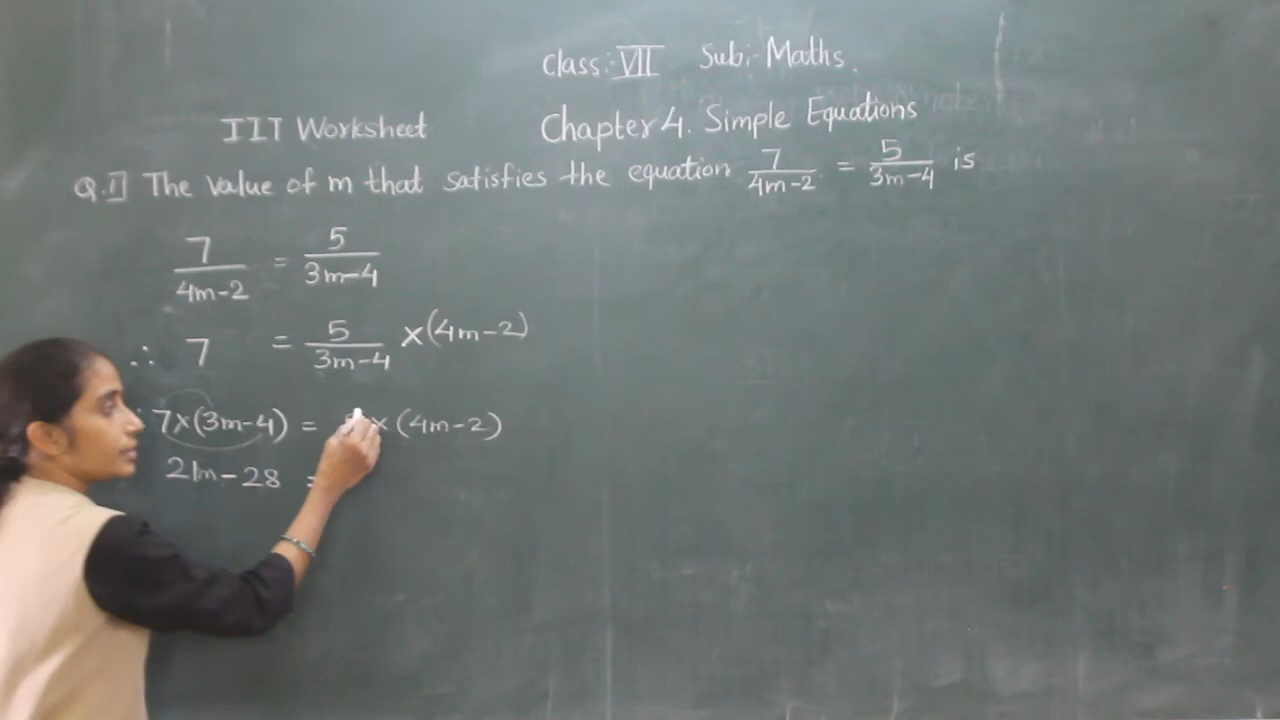 Class:- VII Sub:- Maths.
IIT Worksheet Chapter 4. Simple Equations
Q.1] The value of m that satisfies the equation 7/(4m-2) = 5/(3m-4) is
7/(4m-2) = 5/(3m-4)
∴ 7 = 5/(3m-4) ×(4m-2)
7×(3m-4) = × (4m-2)
21m-28 =